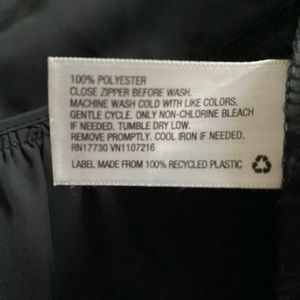 100% POLYESTER
CLOSE ZIPPER BEFORE WASH.
MACHINE WASH COLD WITH LIKE COLORS.
GENTLE CYCLE. ONLY NON-CHLORINE BLEACH
IF NEEDED. TUMBLE DRY LOW.
REMOVE PROMPTLY. COOL IRON IF NEEDED.
RN17730 VN1107216
LABEL MADE FROM 100% RECYCLED PLASTIC